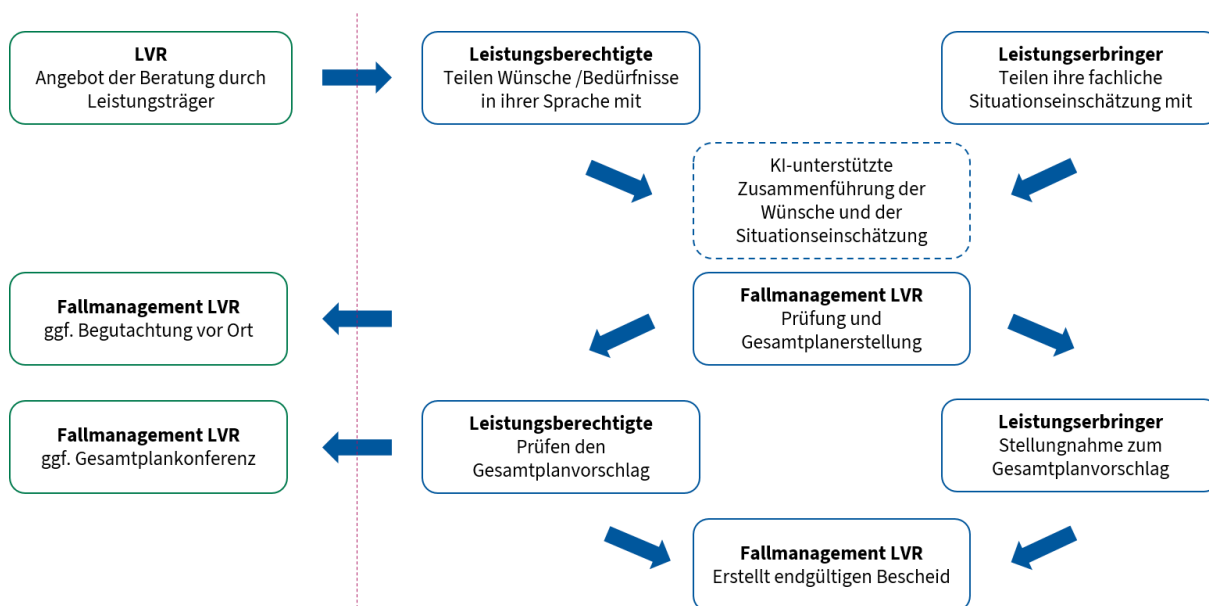 LVR
Angebot der Beratung durch
Leistungsträger
Leistungsberechtigte
Teilen Wünsche /Bedürfnisse
in ihrer Sprache mit
Leistungserbringer
Teilen ihre fachliche
Situationseinschätzung mit
KI-unterstützte
Zusammenführung der
Wünsche und der
Situationseinschätzung
Fallmanagement LVR
ggf. Begutachtung vor Ort
Fallmanagement LVR
Prüfung und
Gesamtplanerstellung
Fallmanagement LVR
ggf. Gesamtplankonferenz
Leistungsberechtigte
Prüfen den
Gesamtplanvorschlag
Leistungserbringer
Stellungnahme zum
Gesamtplanvorschlag
Fallmanagement LVR
Erstellt endgültigen Bescheid